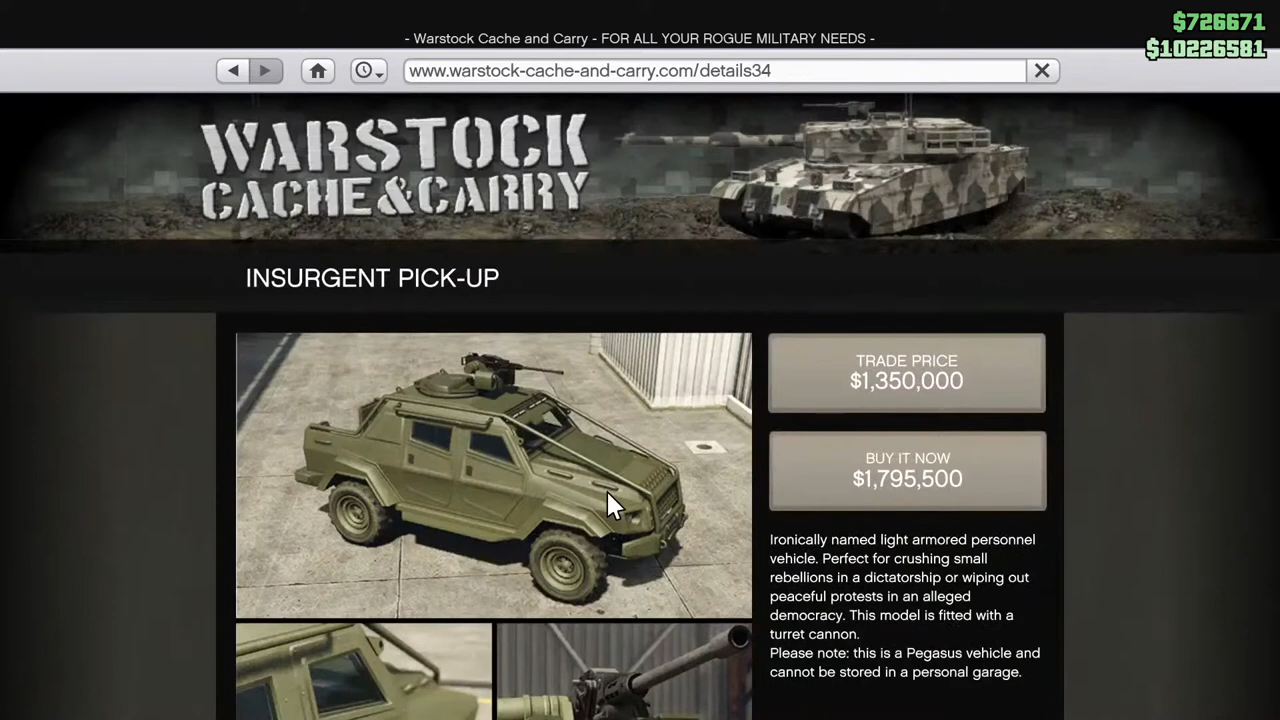 $726671
$10226581
- Warstock Cache and Carry - FOR ALL YOUR ROGUE MILITARY NEEDS -
www.warstock-cache-and-carry.com/details34
WARSTOCK
CACHE&CARRY
INSURGENT PICK-UP
TRADE PRICE
$1,350,000
BUY IT NOW
$1,795,500
Ironically named light armored personnel
vehicle. Perfect for crushing small
rebellions in a dictatorship or wiping out
peaceful protests in an alleged
democracy. This model is fitted with a
turret cannon.
Please note: this is a Pegasus vehicle and
cannot be stored in a personal garage.